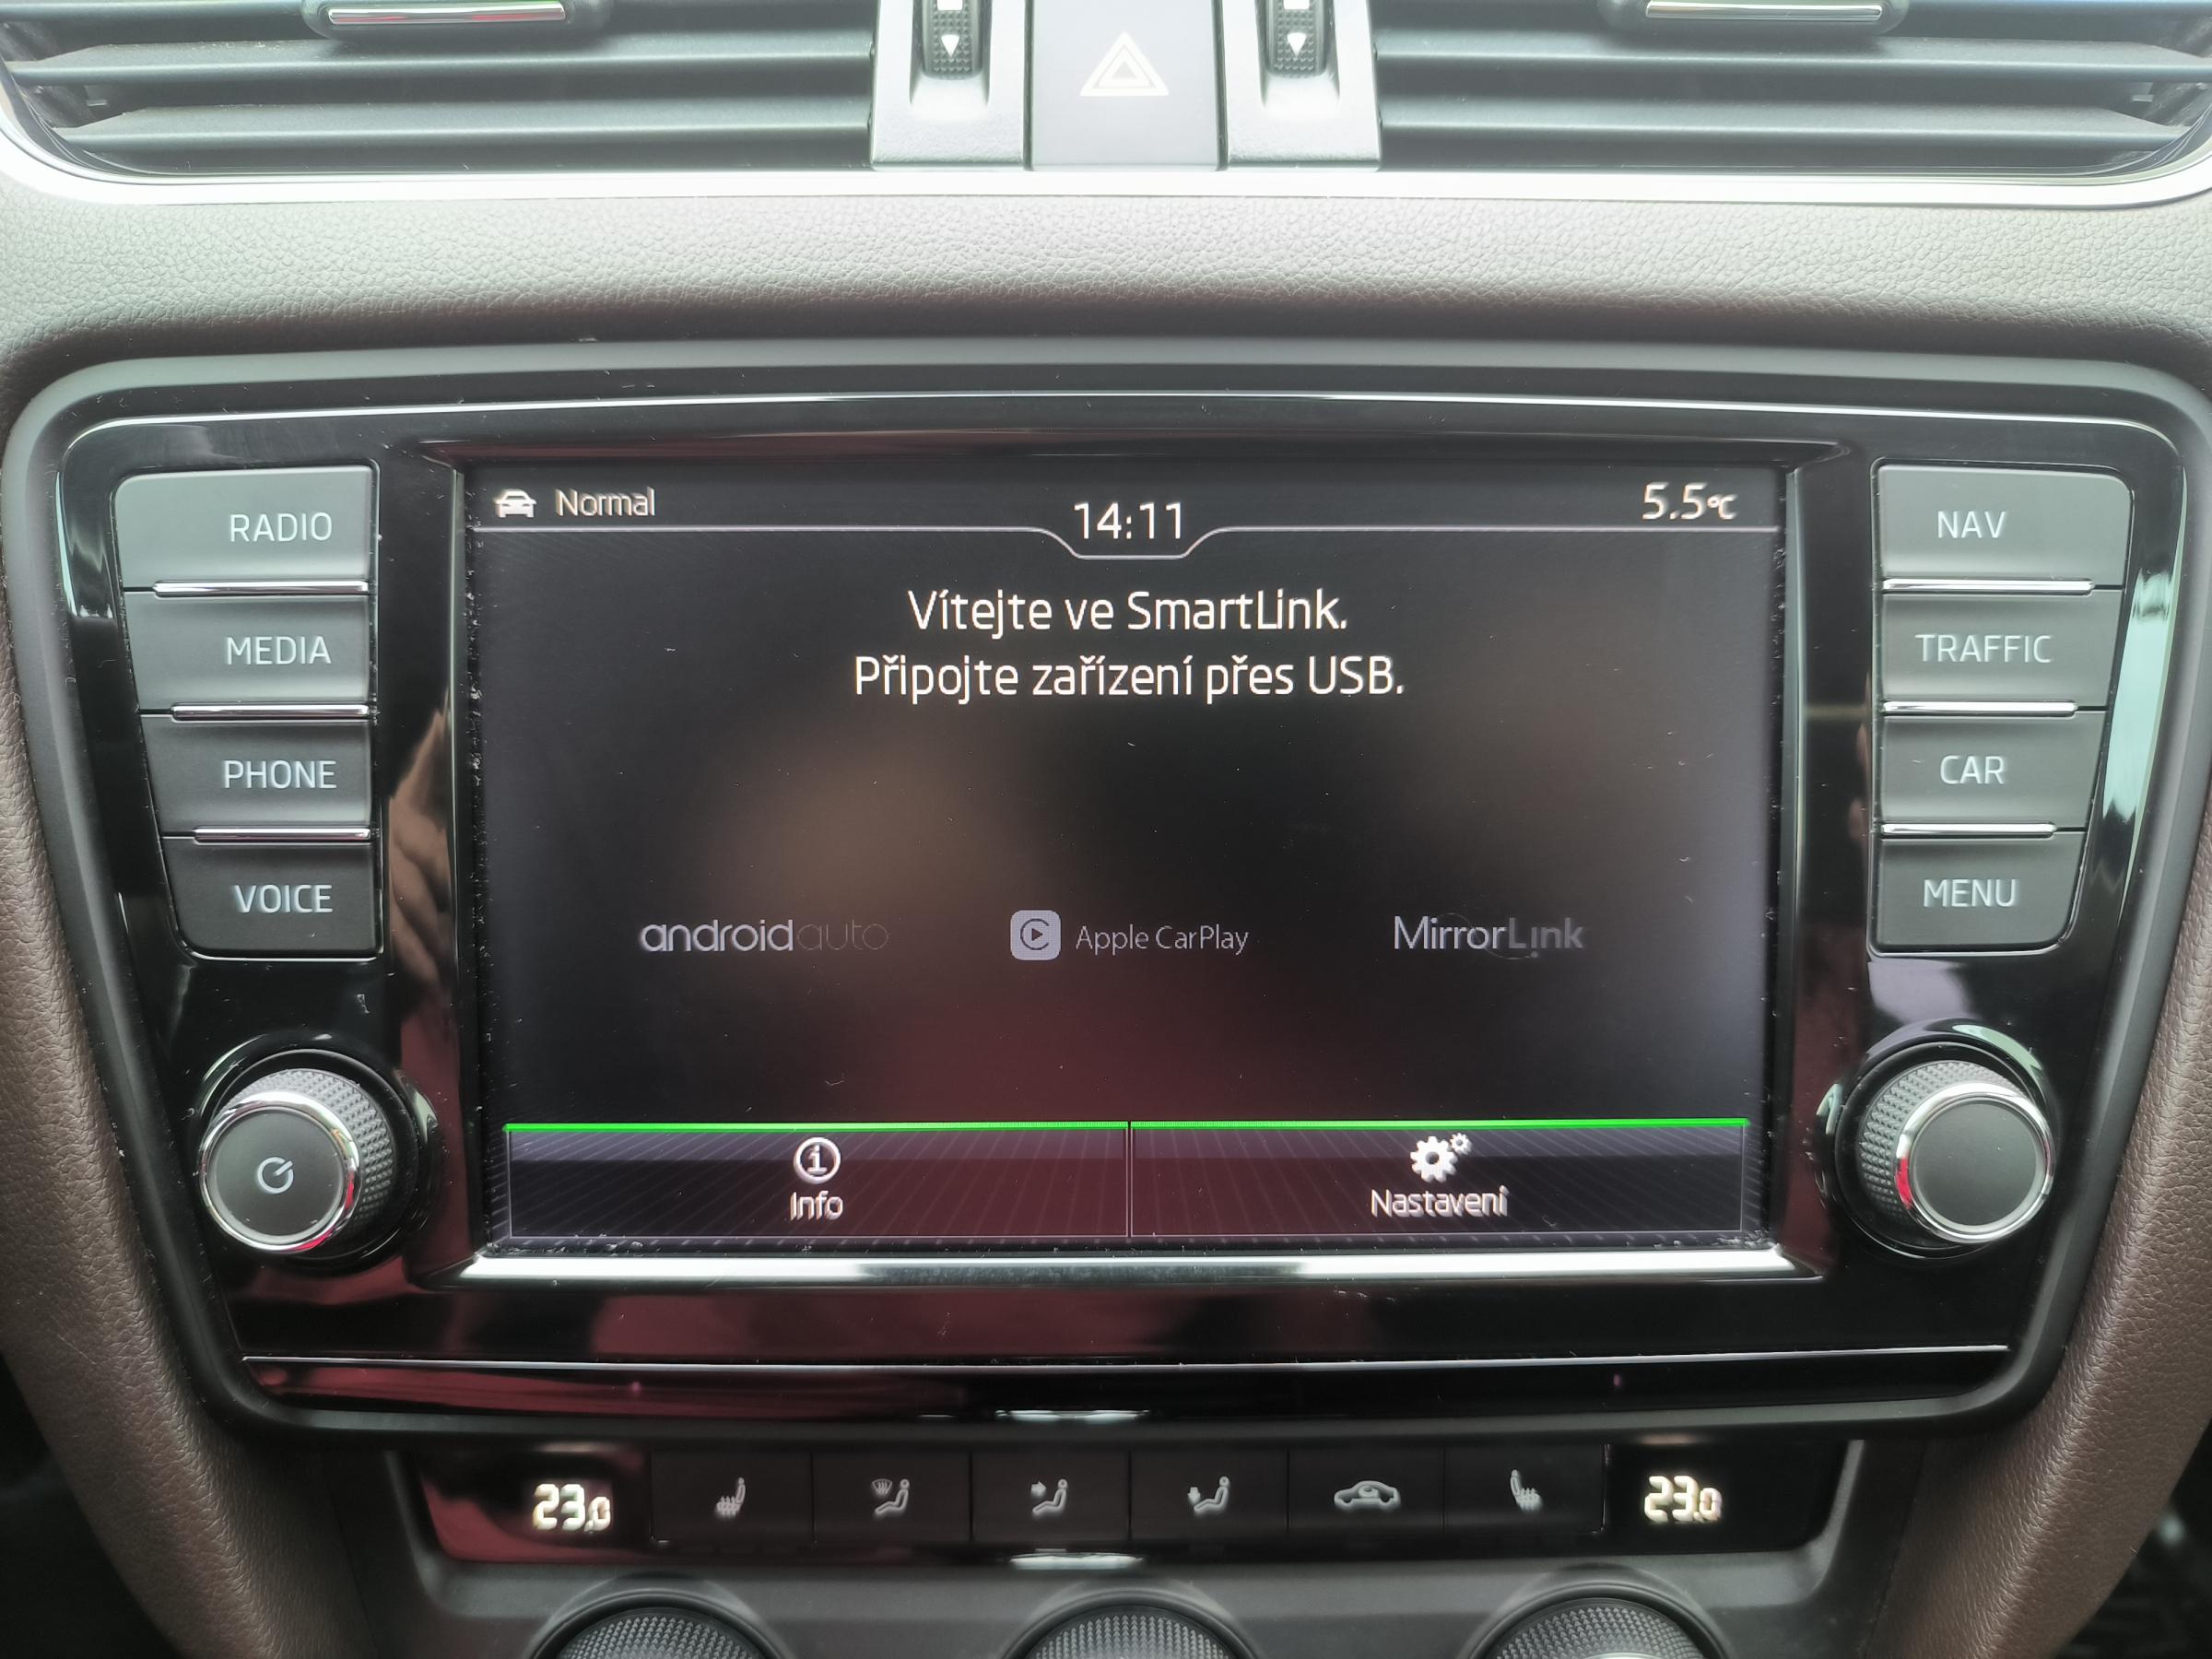 Normal
14:11
5.5°C
Vítejte ve SmartLink.
Připojte zařízení přes USB.
androidauto
Apple CarPlay
MirrorLink
Info
Nastavení
RADIO
MEDIA
PHONE
VOICE
NAV
TRAFFIC
CAR
MENU
23.0
23.0